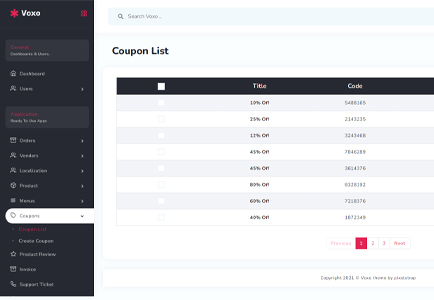 Voxo
Search Voxo ..
Coupon List
General
Dashboards & Users.
Dashboard
Users
Application
Ready To Use Apps
Orders
Vendors
Localization
Product
Menus
Coupons
Coupon List
Create Coupon
Product Review
Invoice
Support Ticket
Title Code
10% Off 5488165
25% Off 2143235
12% Off 3243468
45% Off 7846289
45% Off 3614376
80% Off 8328192
60% Off 7218376
40% Off 1872349
Previous 1 2 3 Next
Copyright 2021 © Voxo theme by pixelstrap